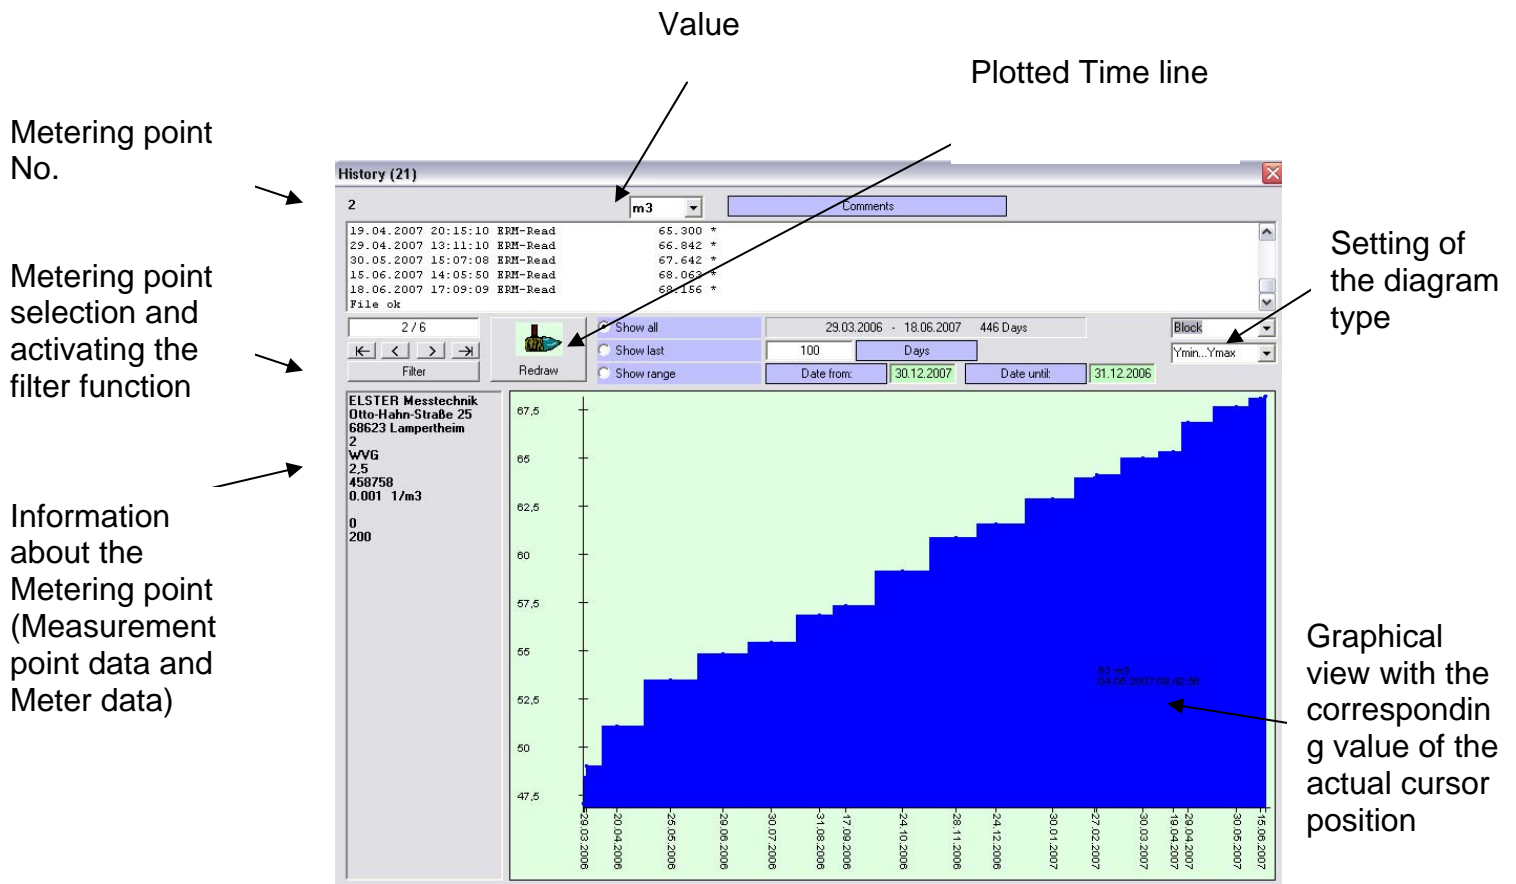 Value
Plotted Time line
Metering point
No.
History (21)
2
m3
Comments
19.04.2007 20:15:10 ERM-Read 65.300 *
29.04.2007 13:11:10 ERM-Read 66.842 *
30.05.2007 15:07:08 ERM-Read 67.642 *
15.06.2007 14:05:50 ERM-Read 68.063 *
18.06.2007 17:09:09 ERM-Read 68.156 *
File ok
Setting of
the diagram
type
Metering point
selection and
activating the
filter function
2 / 6
Filter
Redraw
Show all
29.03.2006 - 18.06.2007 446 Days
Show last
100
Days
Show range
Date from:
30.12.2007
Date until:
31.12.2006
Block
Ymin...Ymax
ELSTER Messtechnik
Otto-Hahn-Straße 25
68623 Lampertheim
2
WVG
2,5
458758
0.001 1/m3
0
200
Information
about the
Metering point
(Measurement
point data and
Meter data)
67,5
65
62,5
60
57,5
55
52,5
50
47,5
29.03.2006
20.04.2006
25.05.2006
29.06.2006
30.07.2006
31.08.2006
17.09.2006
24.10.2006
28.11.2006
24.12.2006
30.01.2007
27.02.2007
30.03.2007
19.04.2007
29.04.2007
30.05.2007
15.06.2007
Graphical
view with the
correspondin
g value of the
actual cursor
position